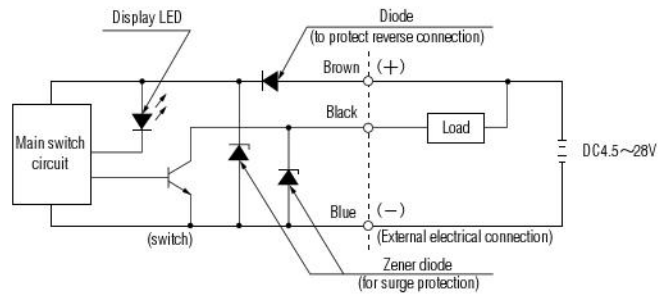 Display LED
Diode
(to protect reverse connection)
Brown (+)
Black
Load
Main switch
circuit
DC4.5～28V
Blue (−)
(switch)
(External electrical connection)
Zener diode
(for surge protection)